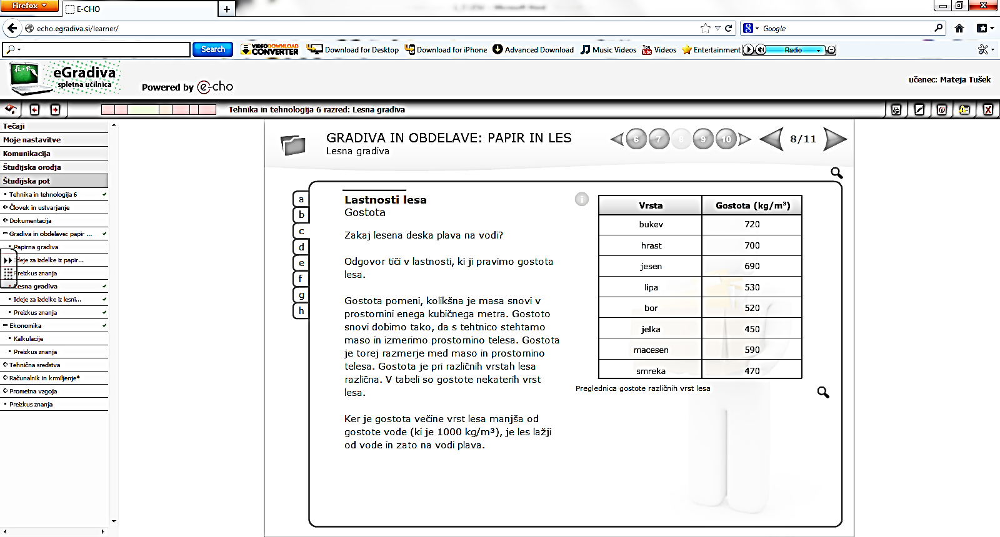 Firefox
E-CHO
echo.egradiva.si/learner/
Google
Search
VIDEO DOWNLOAD CONVERTER
Download for Desktop
Download for iPhone
Advanced Download
Music Videos
You Tube Videos
Entertainment
Radio
eGradiva
spletna učilnica
Powered by e-cho
učenec: Mateja Tušek
Tehnika in tehnologija 6 razred: Lesna gradiva
Tečaji
Moje nastavitve
Komunikacija
Študijska orodja
Študijska pot
Tehnika in tehnologija 6
Človek in ustvarjanje
Dokumentacija
Gradiva in obdelave: papir ...
Papirna gradiva
Ideje za izdelke iz papir...
Preizkus znanja
Lesna gradiva
Ideje za izdelke iz lesni...
Preizkus znanja
Ekonomika
Kalkulacije
Preizkus znanja
Tehnična sredstva
Računalnik in krmiljenje*
Prometna vzgoja
Preizkus znanja
GRADIVA IN OBDELAVE: PAPIR IN LES
Lesna gradiva
6 7 8 9 10
8/11
a
b
c
d
e
f
g
h
Lastnosti lesa
Gostota
Zakaj lesena deska plava na vodi?
Odgovor tiči v lastnosti, ki ji pravimo gostota
lesa.
Gostota pomeni, kolikšna je masa snovi v
prostornini enega kubičnega metra. Gostoto
snovi dobimo tako, da s tehtnico stehtamo
maso in izmerimo prostornino telesa. Gostota
je torej razmerje med maso in prostornino
telesa. Gostota je pri različnih vrstah lesa
različna. V tabeli so gostote nekaterih vrst
lesa.
Ker je gostota večine vrst lesa manjša od
gostote vode (ki je 1000 kg/m³), je les lažji
od vode in zato na vodi plava.
i
Vrsta Gostota (kg/m³)
bukev 720
hrast 700
jesen 690
lipa 530
bor 520
jelka 450
macesen 590
smreka 470
Preglednica gostote različnih vrst lesa